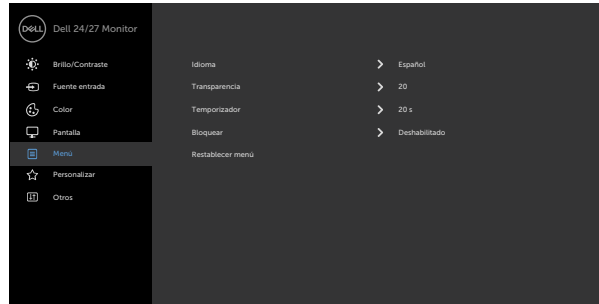 DELL Dell 24/27 Monitor
Brillo/Contraste
Idioma Español
Fuente entrada
Transparencia 20
Color
Temporizador 20 s
Pantalla
Bloquear Deshabilitado
Menú
Restablecer menú
Personalizar
Otros